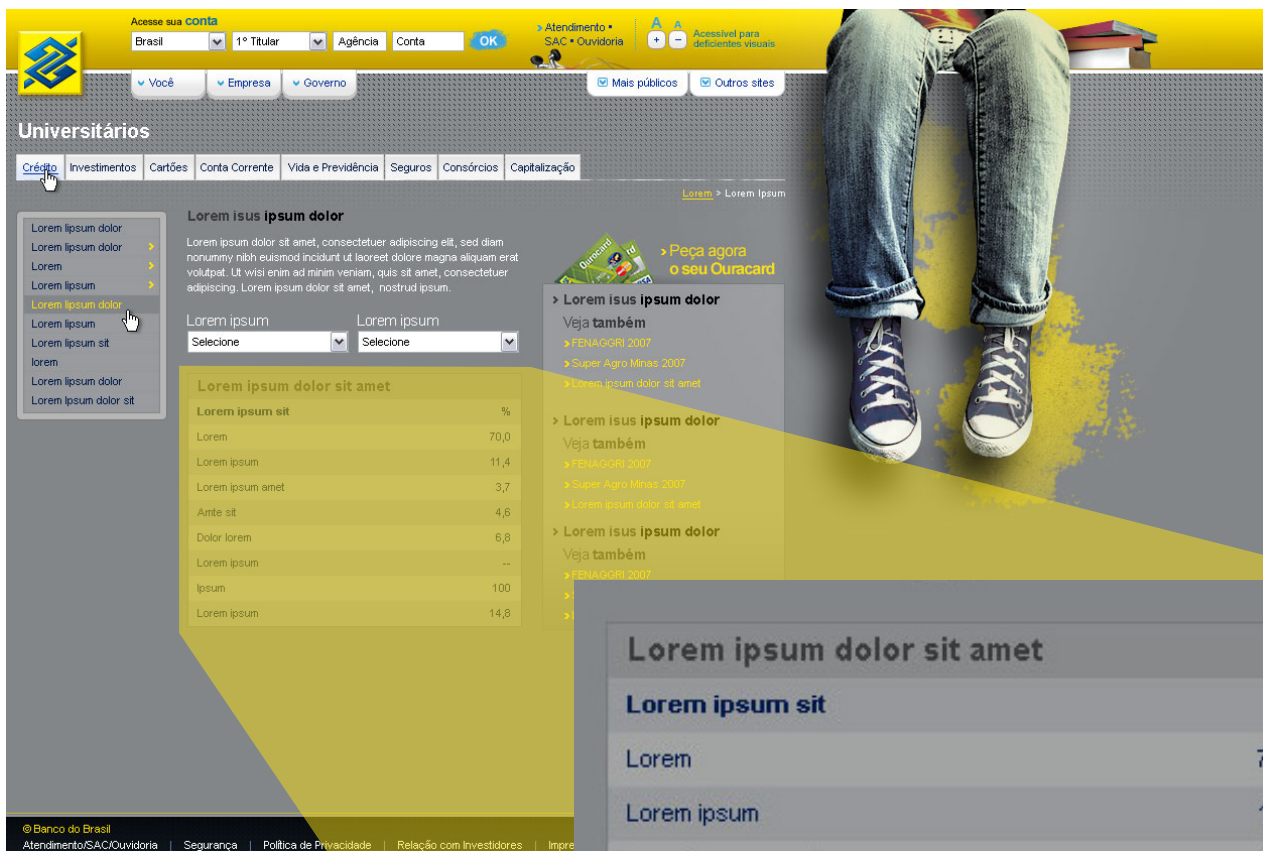 Acesse sua conta
Brasil 1º Titular Agência Conta OK
› Atendimento •
SAC • Ouvidoria
A A
+ −
Acessível para
deficientes visuais
Você Empresa Governo
Mais públicos Outros sites
Universitários
Crédito Investimentos Cartões Conta Corrente Vida e Previdência Seguros Consórcios Capitalização
Lorem > Lorem Ipsum
Lorem lipsum dolor
Lorem lipsum dolor ›
Lorem ›
Lorem lipsum ›
Lorem lipsum dolor
Lorem lipsum
Lorem lipsum sit
lorem
Lorem lipsum dolor
Lorem Ipsum dolor sit
Lorem isus ipsum dolor
Lorem ipsum dolor sit amet, consectetuer adipiscing elit, sed diam
nonummy nibh euismod incidunt ut laoreet dolore magna aliquam erat
volutpat. Ut wisi enim ad minim veniam, quis sit amet, consectetuer
adipiscing. Lorem ipsum dolor sit amet, nostrud ipsum.
Lorem ipsum Lorem ipsum
Selecione Selecione
Lorem ipsum dolor sit amet
Lorem ipsum sit %
Lorem 70,0
Lorem ipsum 11,4
Lorem ipsum amet 3,7
Amte sit 4,6
Dolor lorem 6,8
Lorem ipsum --
Ipsum 100
Lorem ipsum 14,8
Ourocard
› Peça agora
o seu Ouracard
› Lorem isus ipsum dolor
Veja também
› FENAGGRI 2007
› Super Agro Minas 2007
› Lorem ipsum dolor sit amet
› Lorem isus ipsum dolor
Veja também
› FENAGGRI 2007
› Super Agro Minas 2007
› Lorem ipsum dolor sit amet
› Lorem isus ipsum dolor
Veja também
› FENAGGRI 2007
Lorem ipsum dolor sit amet
Lorem ipsum sit
Lorem 7
Lorem ipsum 1
© Banco do Brasil
Atendimento/SAC/Ouvidoria | Segurança | Política de Privacidade | Relação com Investidores | Impre